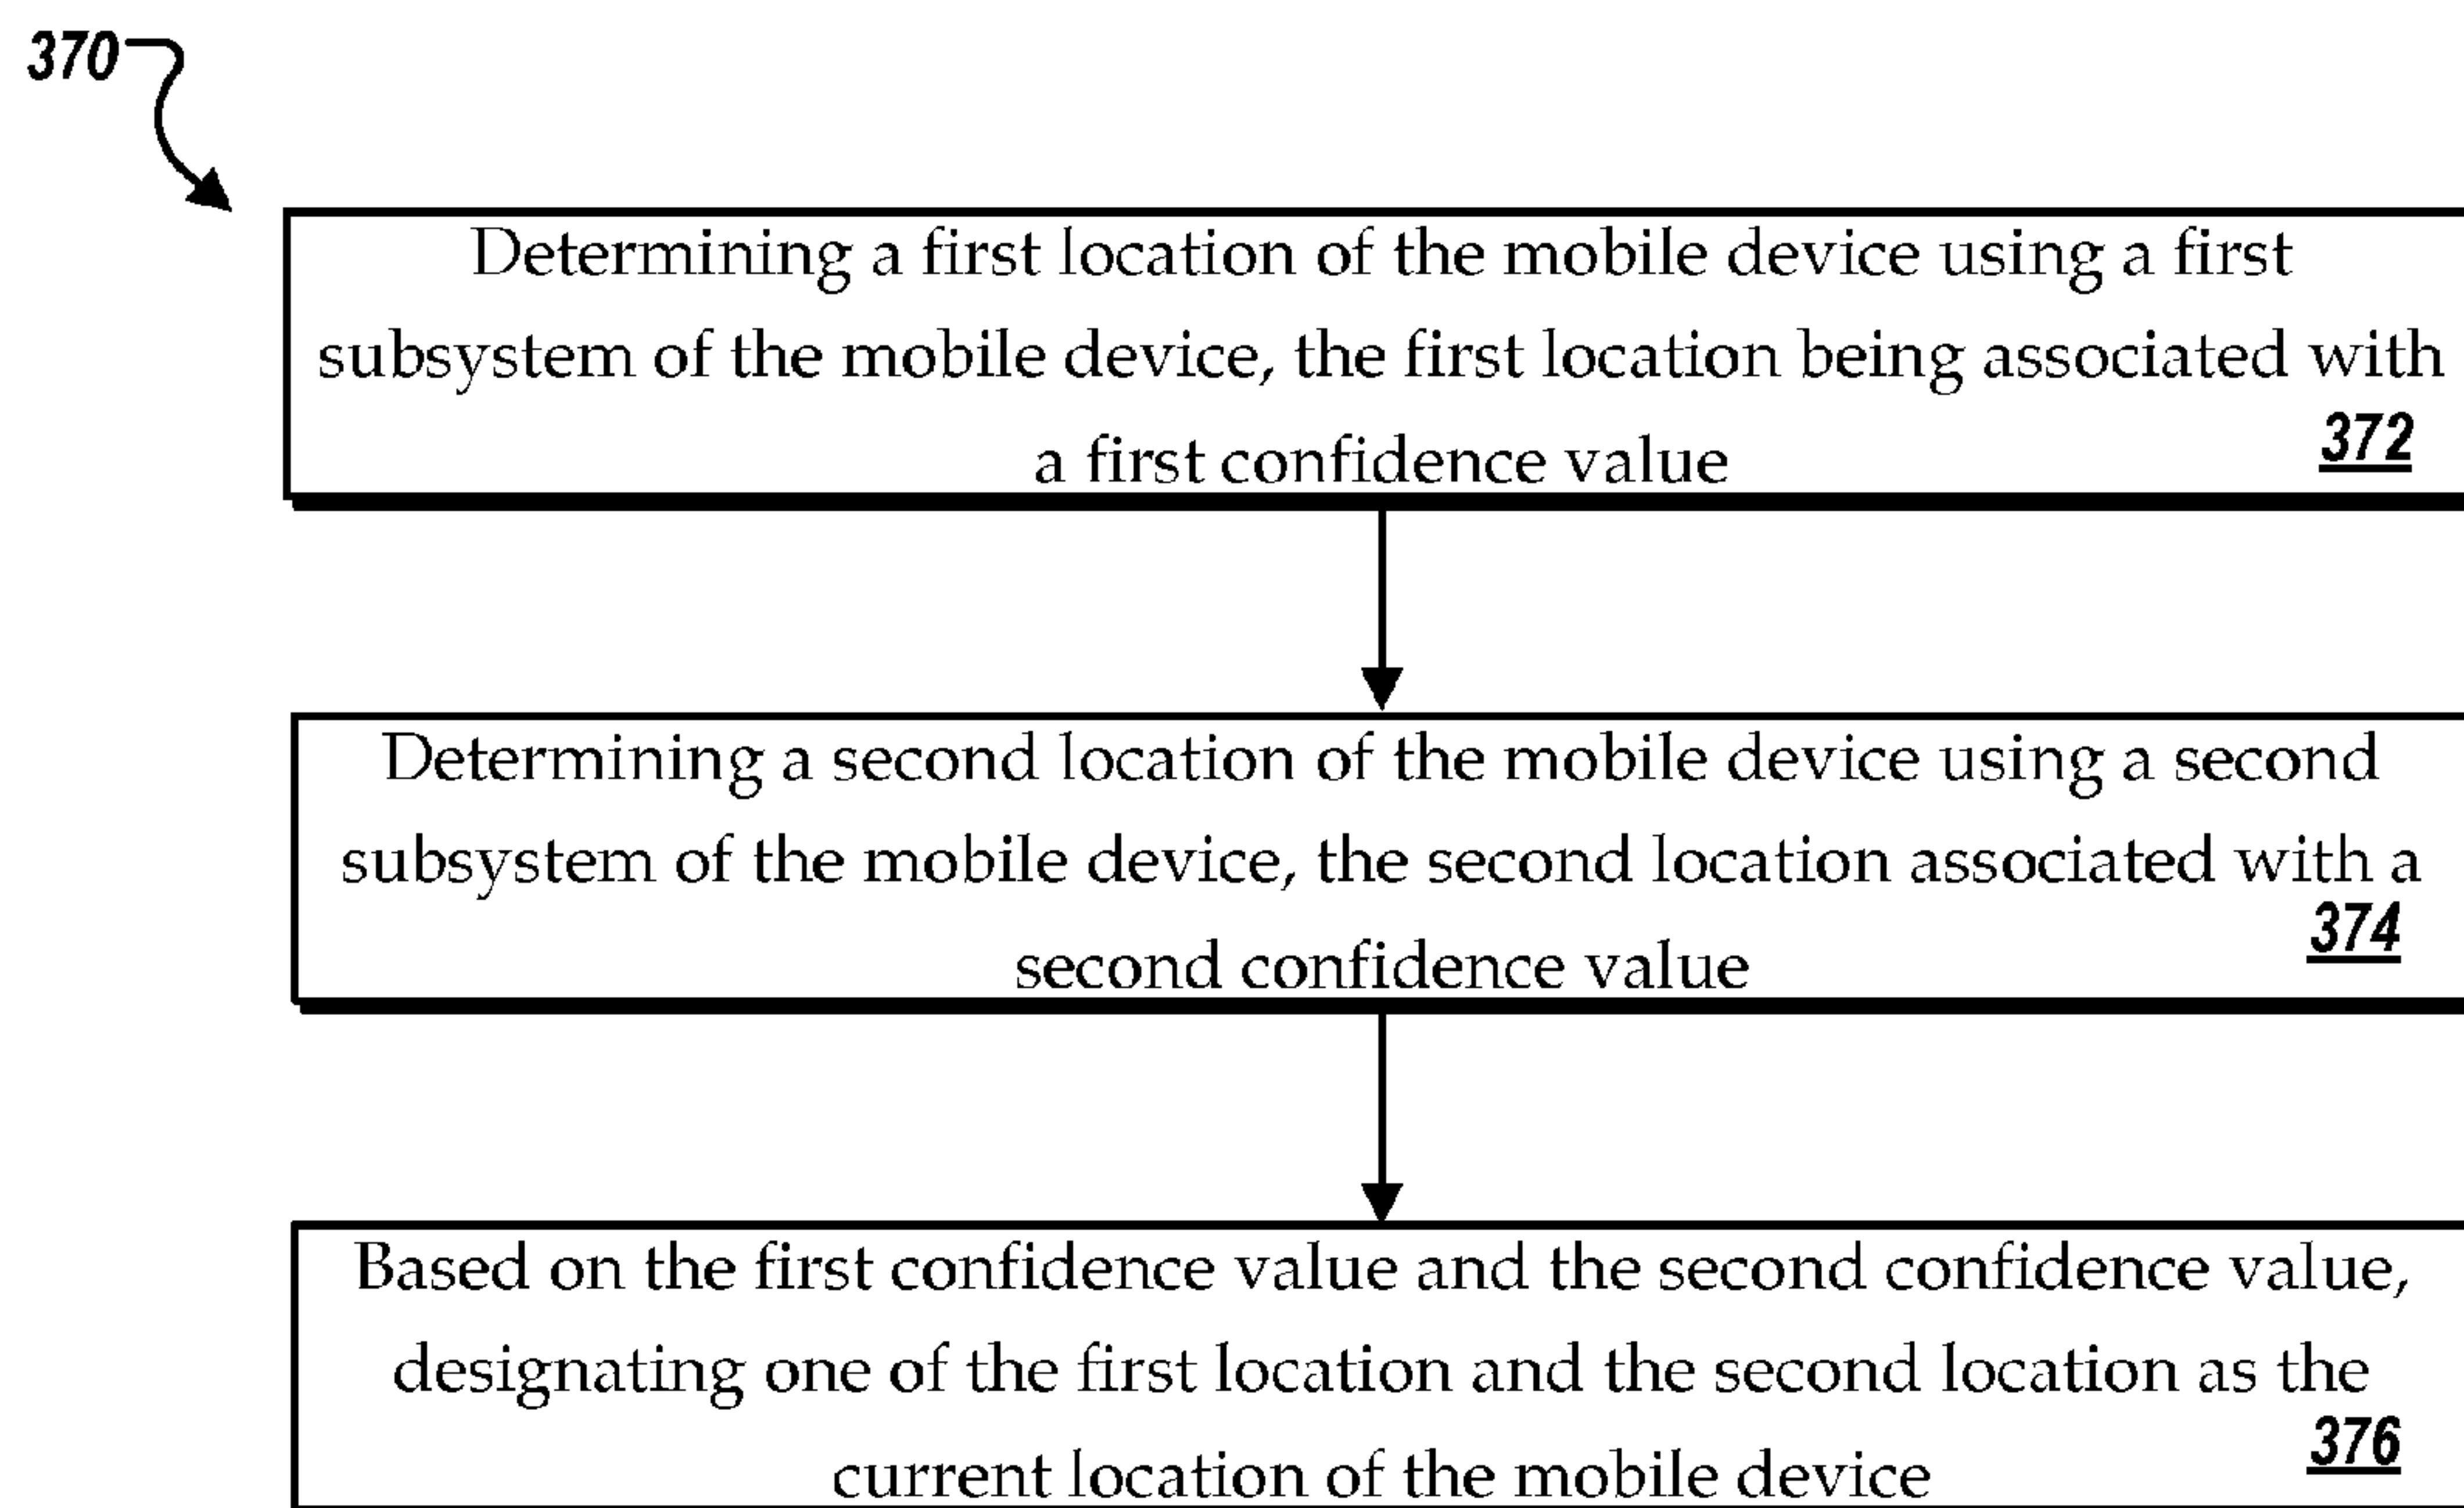 370
Determining a first location of the mobile device using a first
subsystem of the mobile device, the first location being associated with
a first confidence value
372
Determining a second location of the mobile device using a second
subsystem of the mobile device, the second location associated with a
374
second confidence value
Based on the first confidence value and the second confidence value,
designating one of the first location and the second location as the
current location of the mobile device
376